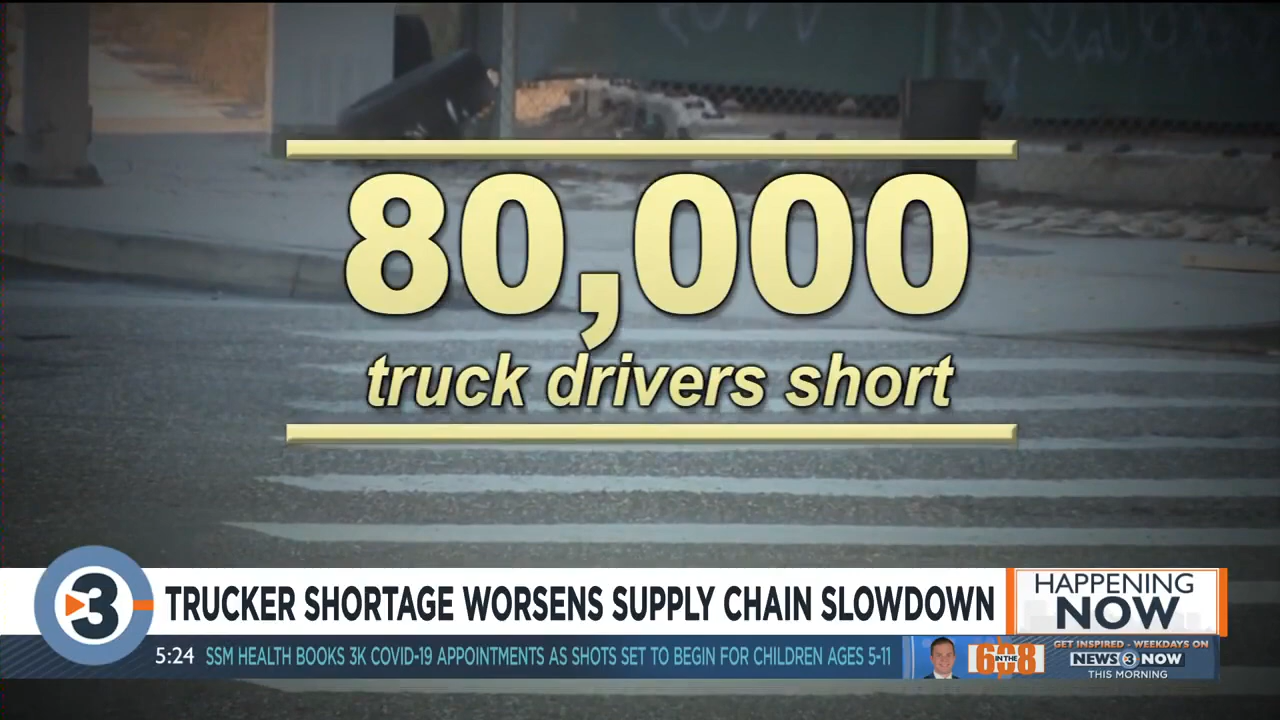 80,000
truck drivers short
3
TRUCKER SHORTAGE WORSENS SUPPLY CHAIN SLOWDOWN
HAPPENING
NOW
5:24 SSM HEALTH BOOKS 3K COVID-19 APPOINTMENTS AS SHOTS SET TO BEGIN FOR CHILDREN AGES 5-11
IN THE
608
GET INSPIRED - WEEKDAYS ON
NEWS 3 NOW
THIS MORNING